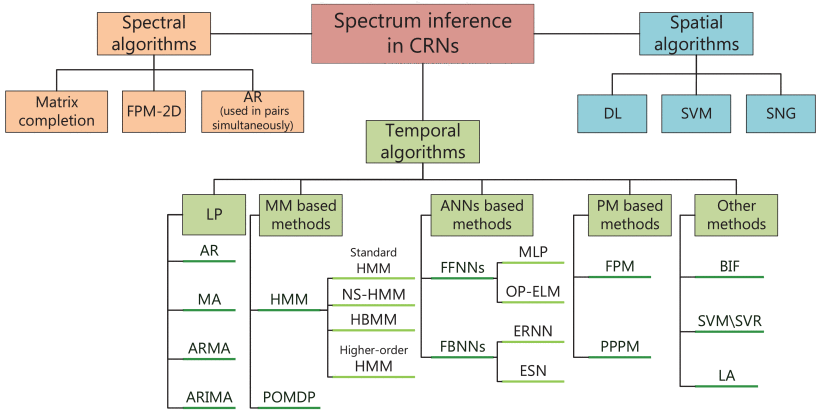 Spectrum inference
in CRNs
Spectral
algorithms
Matrix
completion
FPM-2D
AR
(used in pairs
simultaneously)
Spatial
algorithms
DL
SVM
SNG
Temporal
algorithms
LP
AR
MA
ARMA
ARIMA
MM based
methods
HMM
Standard
HMM
NS-HMM
HBMM
Higher-order
HMM
POMDP
ANNs based
methods
FFNNs
MLP
OP-ELM
FBNNs
ERNN
ESN
PM based
methods
FPM
PPPM
Other
methods
BIF
SVM\SVR
LA